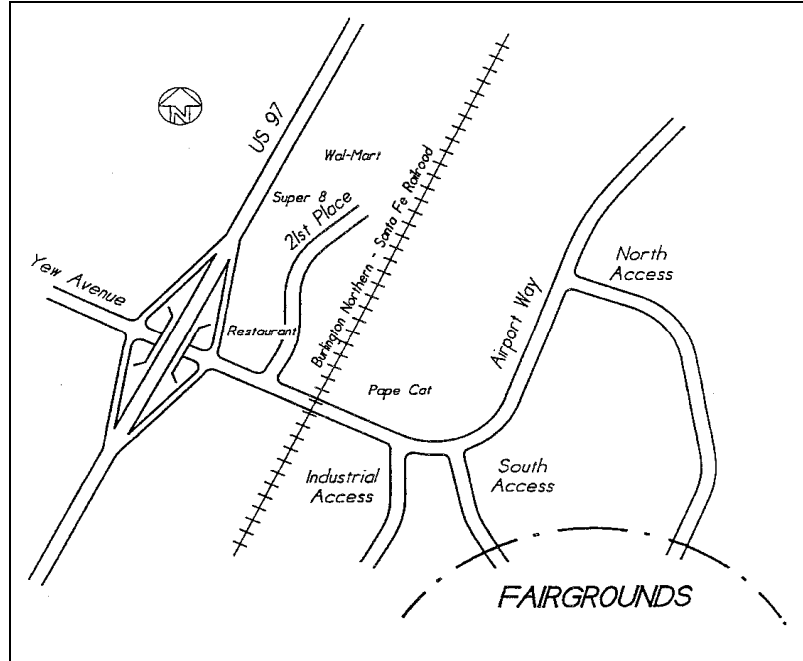 N
US 97
Wal-Mart
Super 8
21st Place
Burlington Northern - Santa Fe Railroad
Yew Avenue
Restaurant
North
Access
Airport Way
Pape Cat
Industrial
Access
South
Access
FAIRGROUNDS